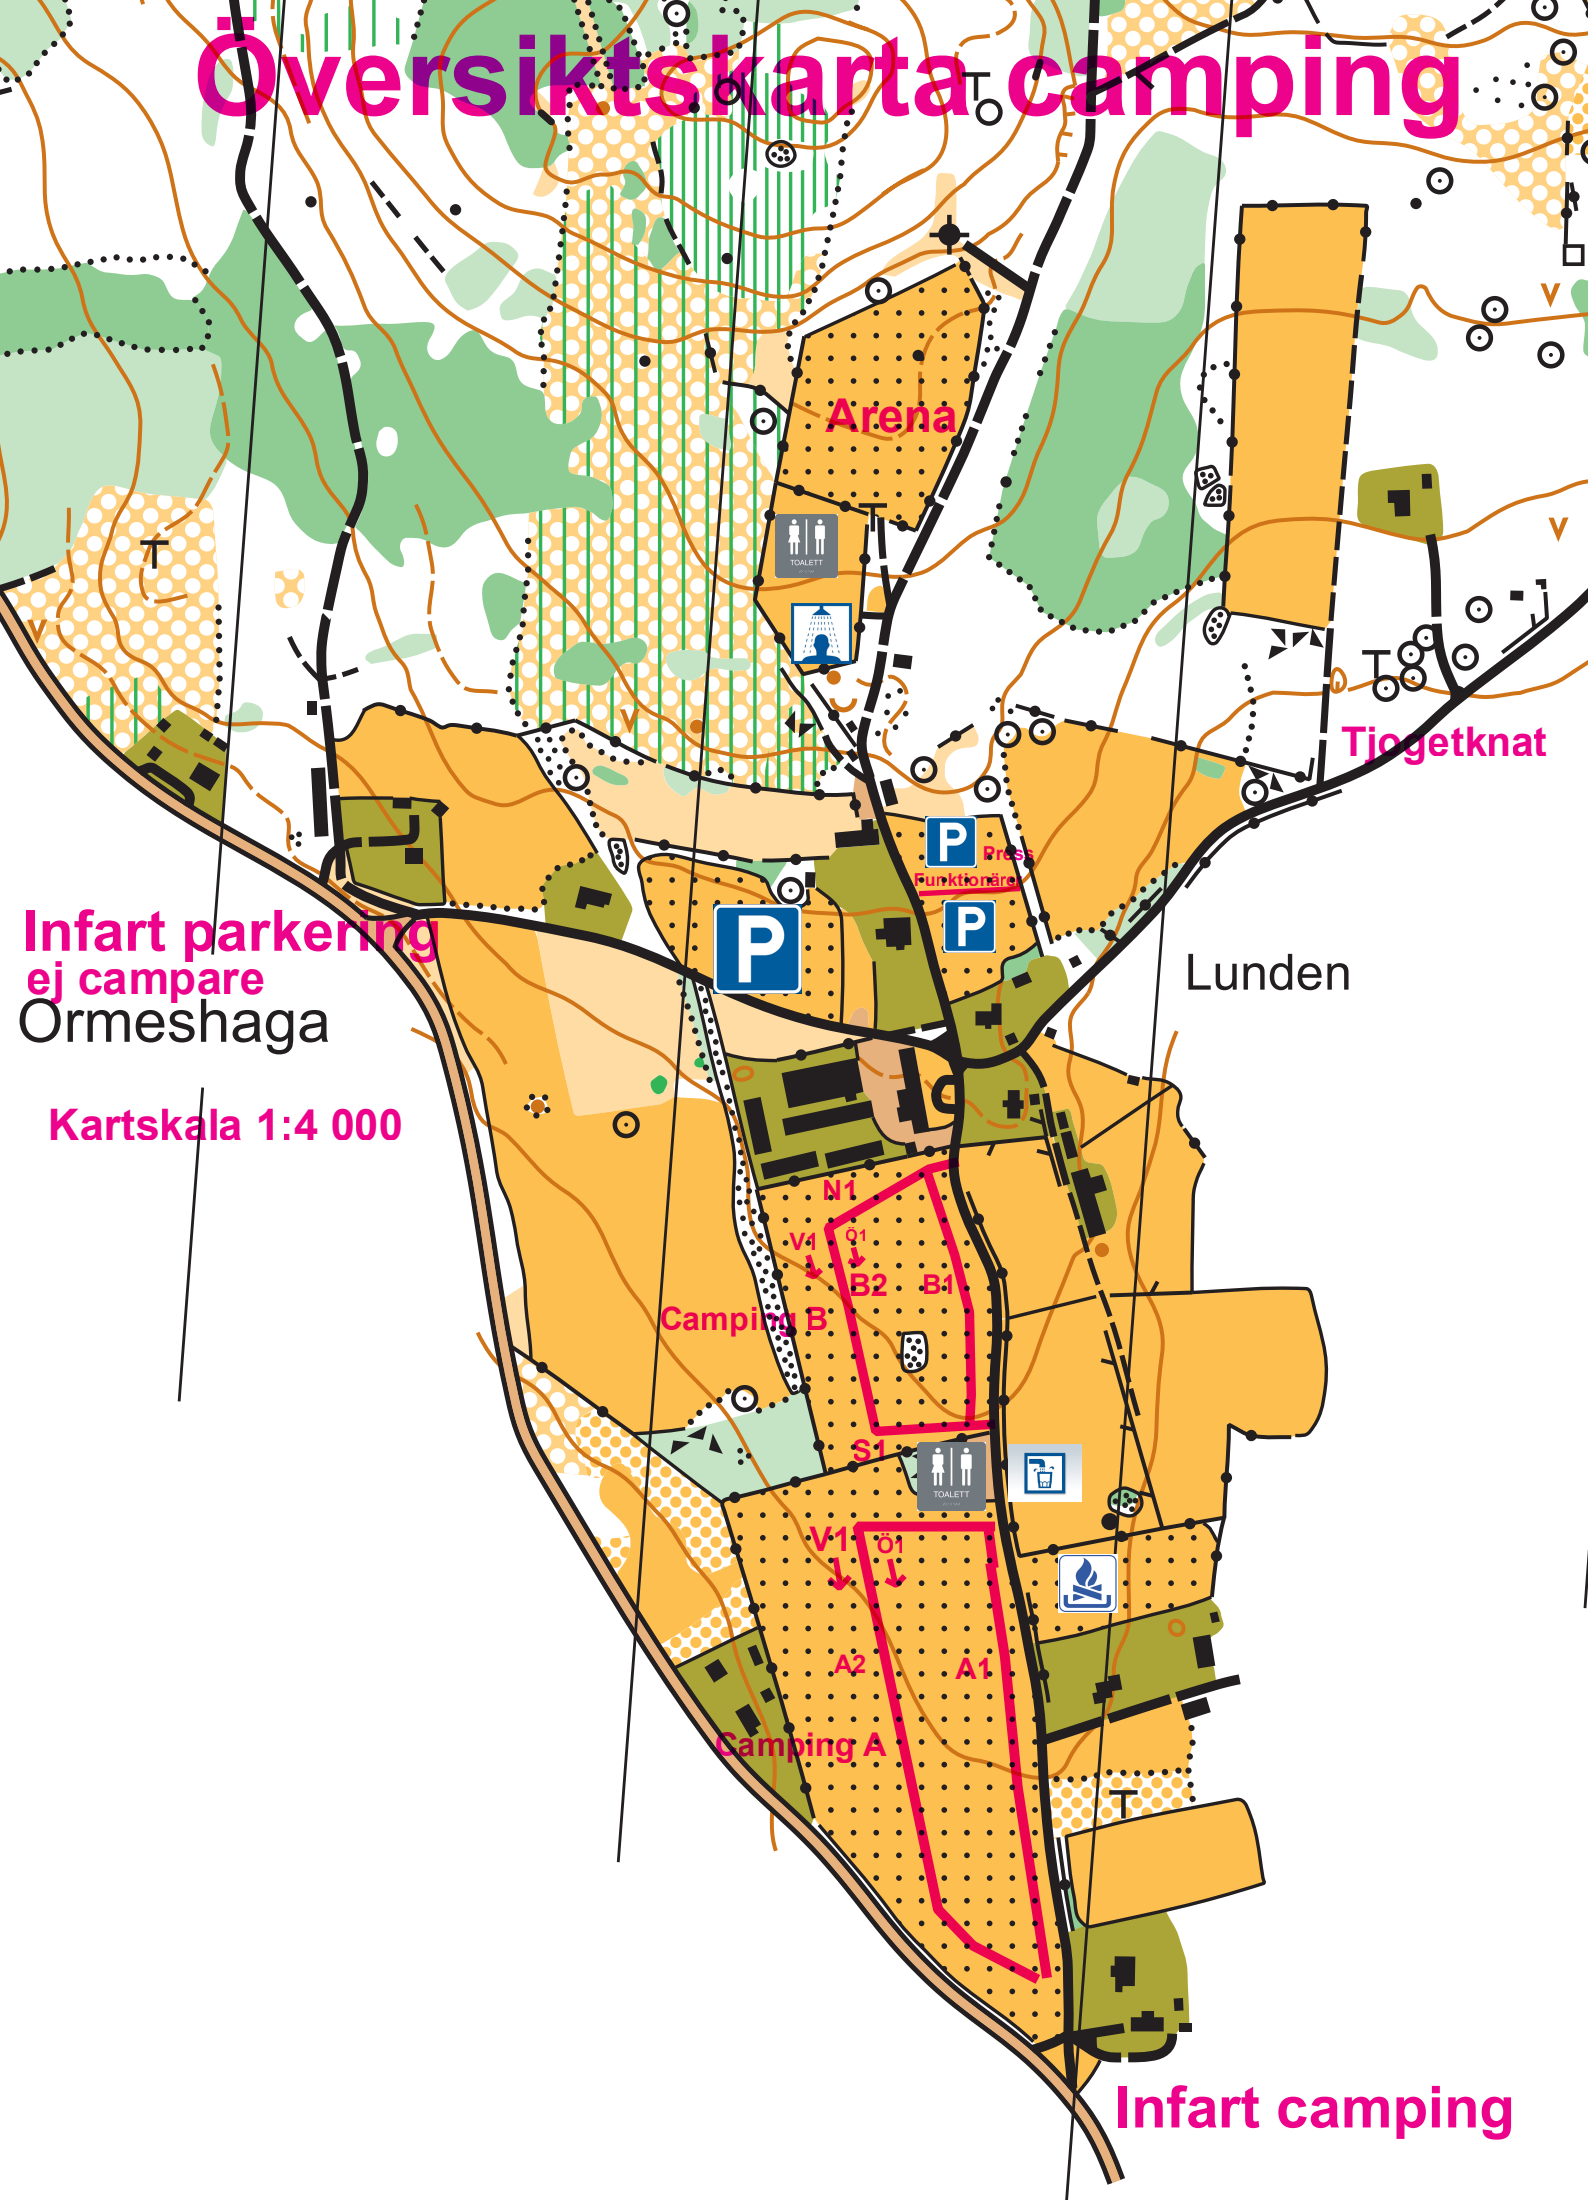 Översiktskarta camping
Arena
TOALETT
Tjogetknat
P
Press
Funktionärer
P
P
Infart parkering
ej campare
Ormeshaga
Lunden
Kartskala 1:4 000
N1
V1
Ö1
B2
B1
Camping B
S1
TOALETT
V1
Ö1
A2
A1
Camping A
Infart camping